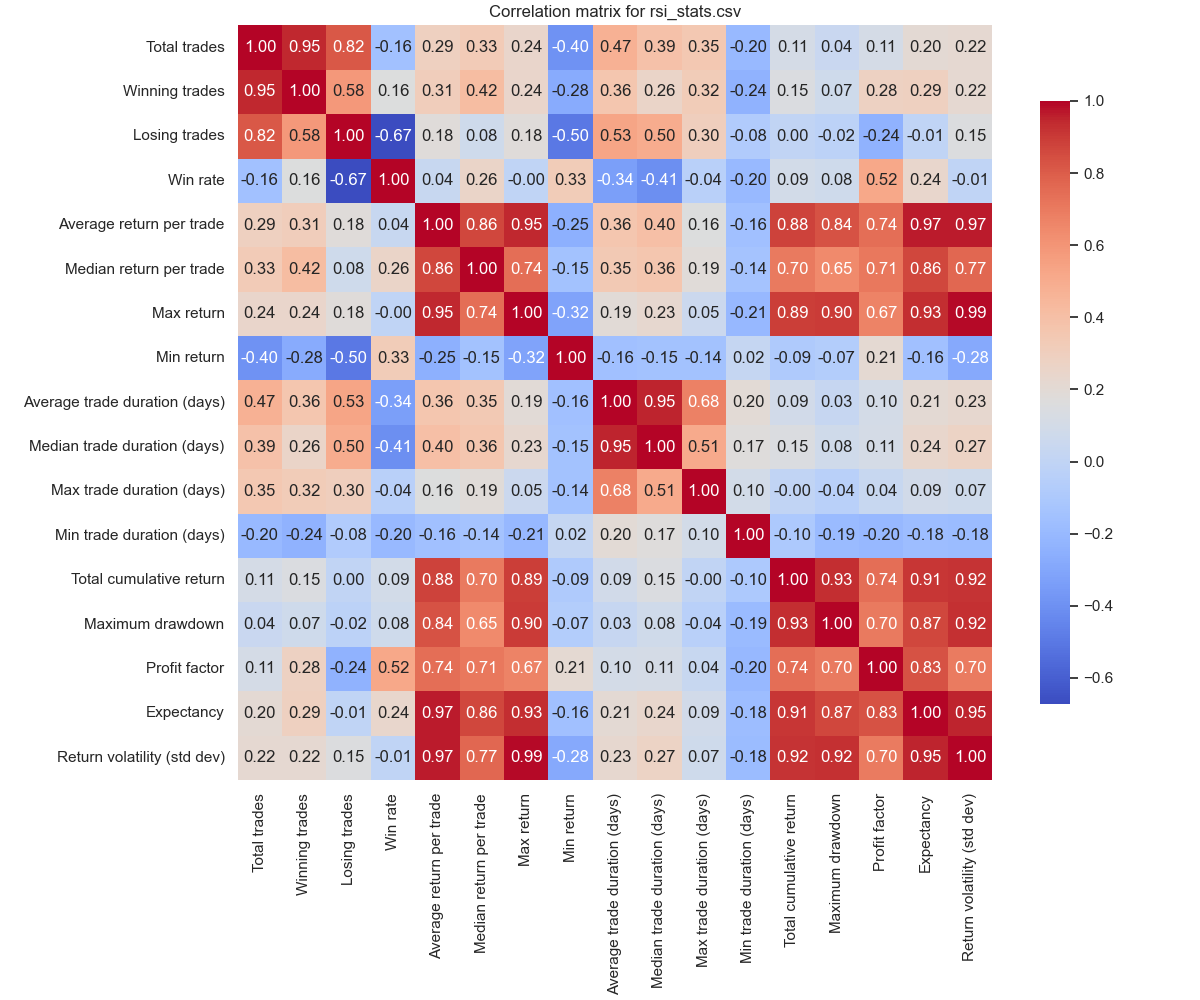 Correlation matrix for rsi_stats.csv
Total trades 1.00 0.95 0.82 -0.16 0.29 0.33 0.24 -0.40 0.47 0.39 0.35 -0.20 0.11 0.04 0.11 0.20 0.22
Winning trades 0.95 1.00 0.58 0.16 0.31 0.42 0.24 -0.28 0.36 0.26 0.32 -0.24 0.15 0.07 0.28 0.29 0.22
Losing trades 0.82 0.58 1.00 -0.67 0.18 0.08 0.18 -0.50 0.53 0.50 0.30 -0.08 0.00 -0.02 -0.24 -0.01 0.15
Win rate -0.16 0.16 -0.67 1.00 0.04 0.26 -0.00 0.33 -0.34 -0.41 -0.04 -0.20 0.09 0.08 0.52 0.24 -0.01
Average return per trade 0.29 0.31 0.18 0.04 1.00 0.86 0.95 -0.25 0.36 0.40 0.16 -0.16 0.88 0.84 0.74 0.97 0.97
Median return per trade 0.33 0.42 0.08 0.26 0.86 1.00 0.74 -0.15 0.35 0.36 0.19 -0.14 0.70 0.65 0.71 0.86 0.77
Max return 0.24 0.24 0.18 -0.00 0.95 0.74 1.00 -0.32 0.19 0.23 0.05 -0.21 0.89 0.90 0.67 0.93 0.99
Min return -0.40 -0.28 -0.50 0.33 -0.25 -0.15 -0.32 1.00 -0.16 -0.15 -0.14 0.02 -0.09 -0.07 0.21 -0.16 -0.28
Average trade duration (days) 0.47 0.36 0.53 -0.34 0.36 0.35 0.19 -0.16 1.00 0.95 0.68 0.20 0.09 0.03 0.10 0.21 0.23
Median trade duration (days) 0.39 0.26 0.50 -0.41 0.40 0.36 0.23 -0.15 0.95 1.00 0.51 0.17 0.15 0.08 0.11 0.24 0.27
Max trade duration (days) 0.35 0.32 0.30 -0.04 0.16 0.19 0.05 -0.14 0.68 0.51 1.00 0.10 -0.00 -0.04 0.04 0.09 0.07
Min trade duration (days) -0.20 -0.24 -0.08 -0.20 -0.16 -0.14 -0.21 0.02 0.20 0.17 0.10 1.00 -0.10 -0.19 -0.20 -0.18 -0.18
Total cumulative return 0.11 0.15 0.00 0.09 0.88 0.70 0.89 -0.09 0.09 0.15 -0.00 -0.10 1.00 0.93 0.74 0.91 0.92
Maximum drawdown 0.04 0.07 -0.02 0.08 0.84 0.65 0.90 -0.07 0.03 0.08 -0.04 -0.19 0.93 1.00 0.70 0.87 0.92
Profit factor 0.11 0.28 -0.24 0.52 0.74 0.71 0.67 0.21 0.10 0.11 0.04 -0.20 0.74 0.70 1.00 0.83 0.70
Expectancy 0.20 0.29 -0.01 0.24 0.97 0.86 0.93 -0.16 0.21 0.24 0.09 -0.18 0.91 0.87 0.83 1.00 0.95
Return volatility (std dev) 0.22 0.22 0.15 -0.01 0.97 0.77 0.99 -0.28 0.23 0.27 0.07 -0.18 0.92 0.92 0.70 0.95 1.00
Total trades
Winning trades
Losing trades
Win rate
Average return per trade
Median return per trade
Max return
Min return
Average trade duration (days)
Median trade duration (days)
Max trade duration (days)
Min trade duration (days)
Total cumulative return
Maximum drawdown
Profit factor
Expectancy
Return volatility (std dev)
1.0
0.8
0.6
0.4
0.2
0.0
−0.2
−0.4
−0.6